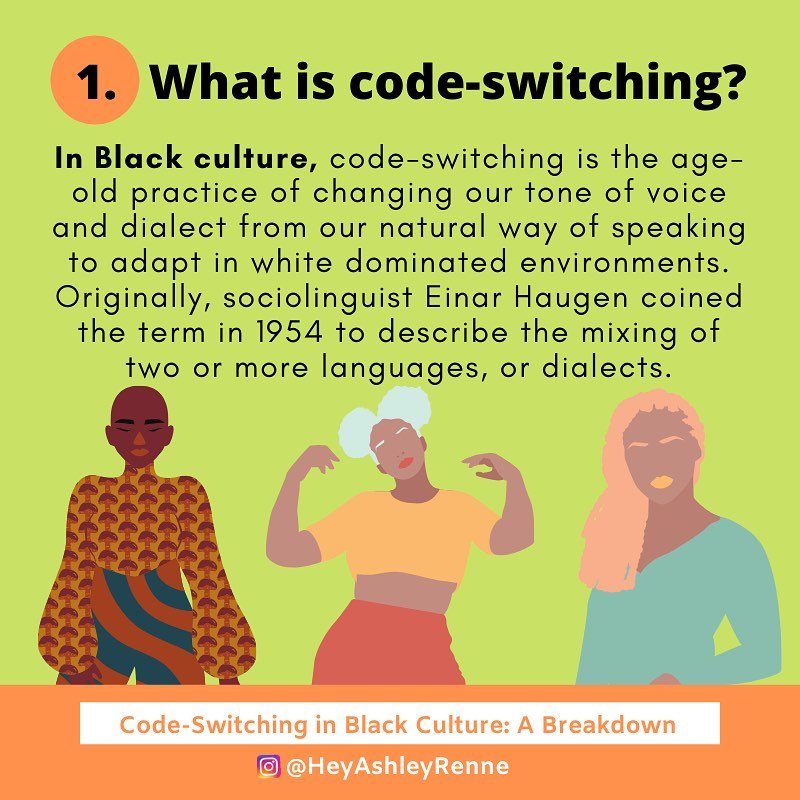 1. What is code-switching?
In Black culture, code-switching is the age-
old practice of changing our tone of voice
and dialect from our natural way of speaking
to adapt in white dominated environments.
Originally, sociolinguist Einar Haugen coined
the term in 1954 to describe the mixing of
two or more languages, or dialects.
Code-Switching in Black Culture: A Breakdown
@HeyAshleyRenne